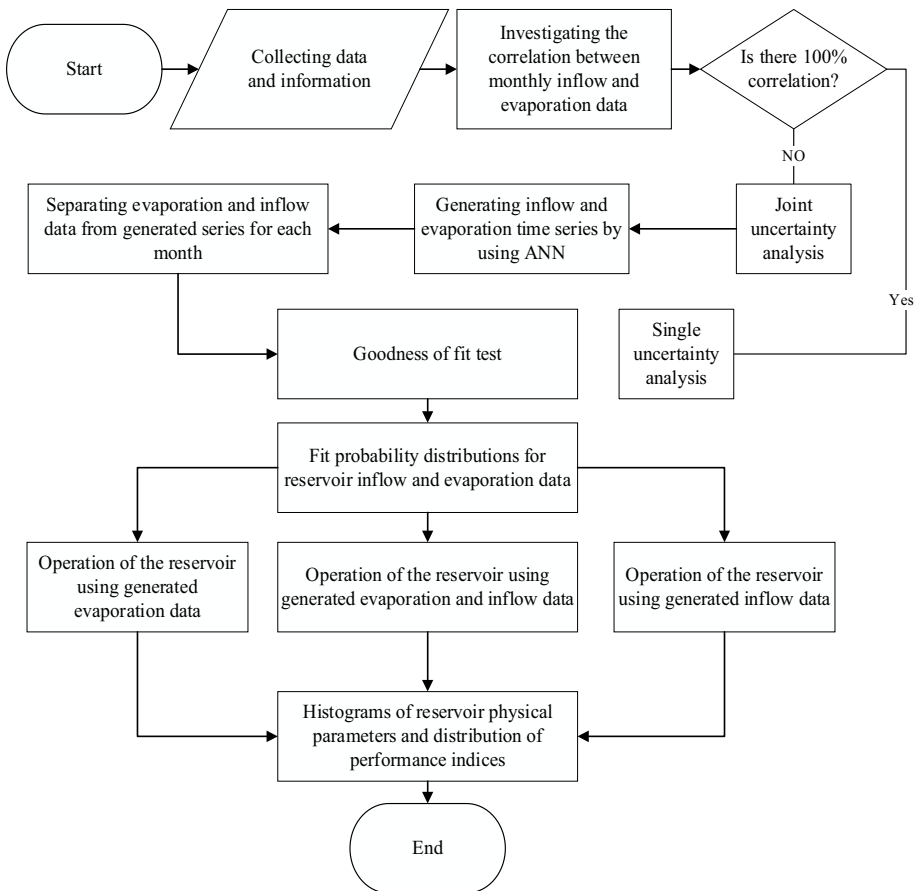 Start
Collecting data
and information
Investigating the
correlation between
monthly inflow and
evaporation data
Is there 100%
correlation?
NO
Yes
Joint
uncertainty
analysis
Generating inflow and
evaporation time series by
using ANN
Separating evaporation and inflow
data from generated series for each
month
Single
uncertainty
analysis
Goodness of fit test
Fit probability distributions for
reservoir inflow and evaporation data
Operation of the reservoir
using generated
evaporation data
Operation of the reservoir using
generated evaporation and inflow data
Operation of the reservoir
using generated inflow data
Histograms of reservoir physical
parameters and distribution of
performance indices
End